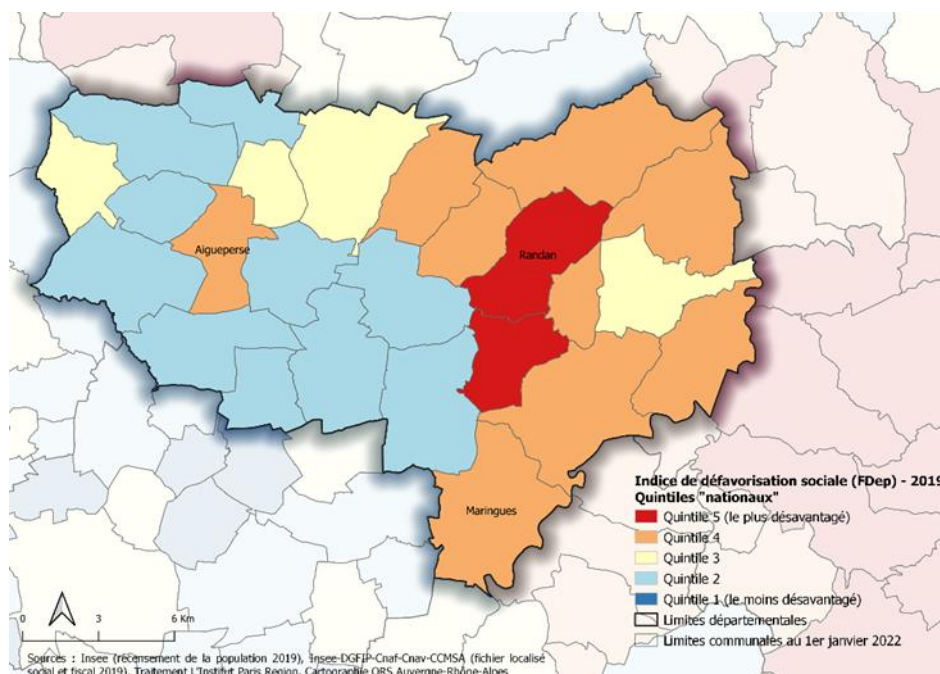 Aigueperse
Randan
Maringues
Indice de défavorisation sociale (FDep) - 2019
Quintiles "nationaux"
Quintile 5 (le plus désavantagé)
Quintile 4
Quintile 3
Quintile 2
Quintile 1 (le moins désavantagé)
Limites départementales
Limites communales au 1er janvier 2022
0 3 6 Km
Sources : Insee (recensement de la population 2019), Insee-DGFIP-Cnaf-Cnav-CCMSA (fichier localisé
social et fiscal 2019), Traitement L'Institut Paris Region, Cartographie ORS Auvergne-Rhône-Alpes